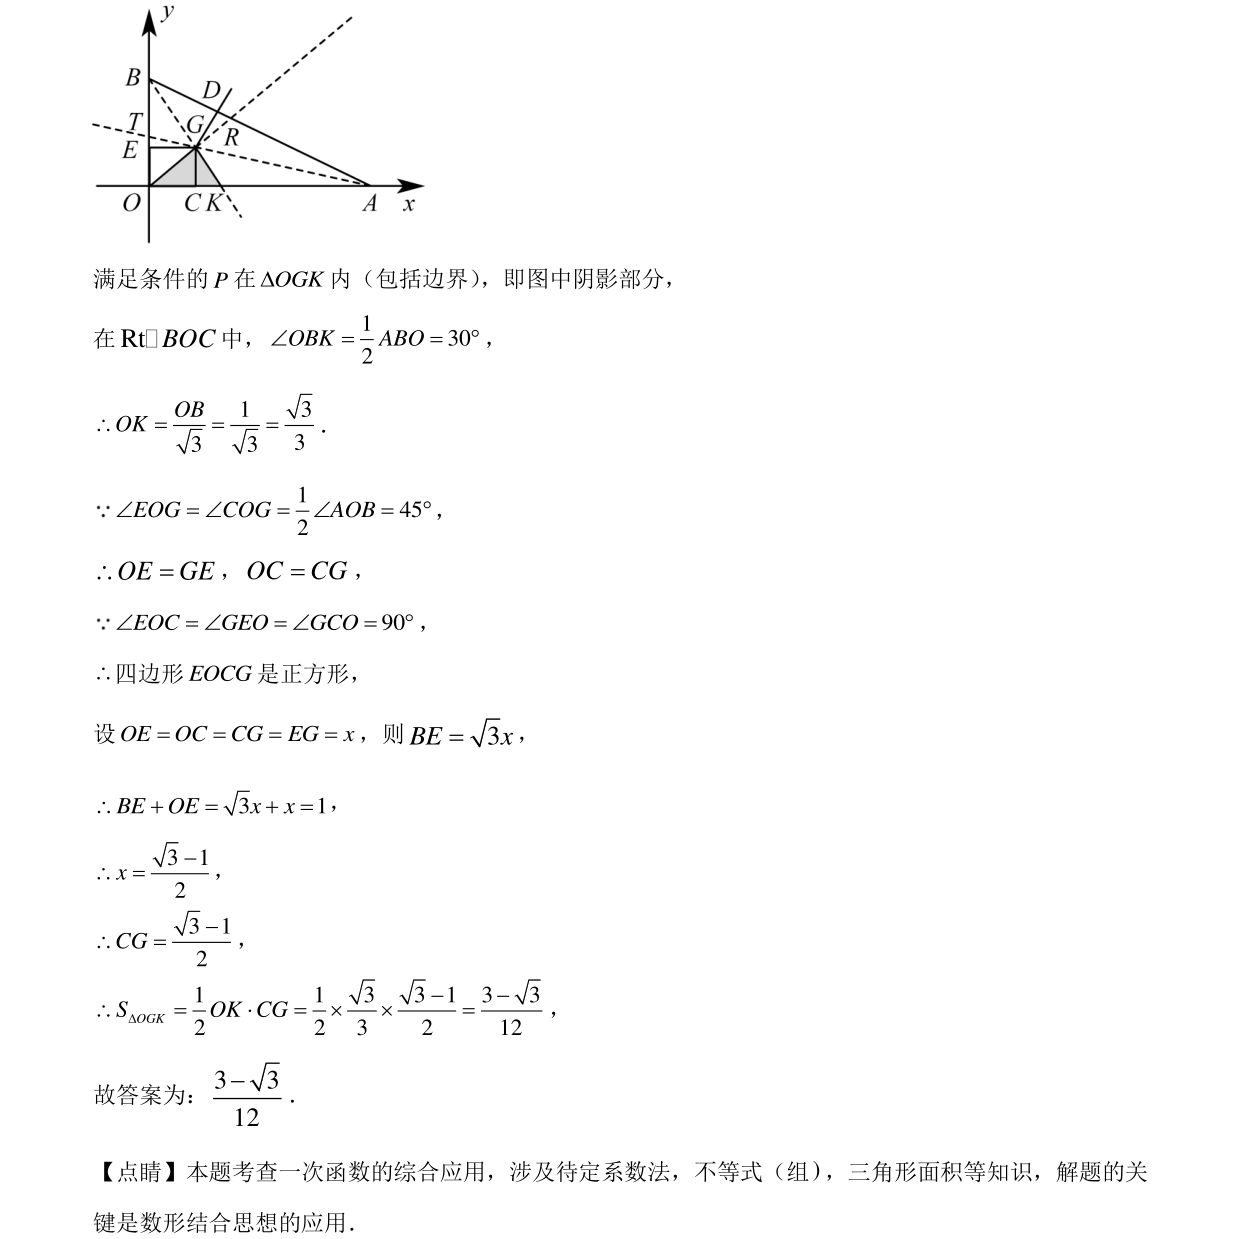 y
B
D
T
G
R
E
O
C
K
A
x
满足条件的 P 在 ΔOGK 内（包括边界），即图中阴影部分，
在 Rt□BOC 中，∠OBK = 1/2 ABO = 30°，
∴OK = OB/√3 = 1/√3 = √3/3．
∵∠EOG = ∠COG = 1/2 ∠AOB = 45°，
∴OE = GE，OC = CG，
∵∠EOC = ∠GEO = ∠GCO = 90°，
∴四边形 EOCG 是正方形，
设 OE = OC = CG = EG = x，则 BE = √3x，
∴BE + OE = √3x + x = 1，
∴x = (√3 − 1)/2，
∴CG = (√3 − 1)/2，
∴S_ΔOGK = 1/2 OK · CG = 1/2 × √3/3 × (√3 − 1)/2 = (3 − √3)/12，
故答案为：(3 − √3)/12．
【点睛】本题考查一次函数的综合应用，涉及待定系数法，不等式（组），三角形面积等知识，解题的关
键是数形结合思想的应用．